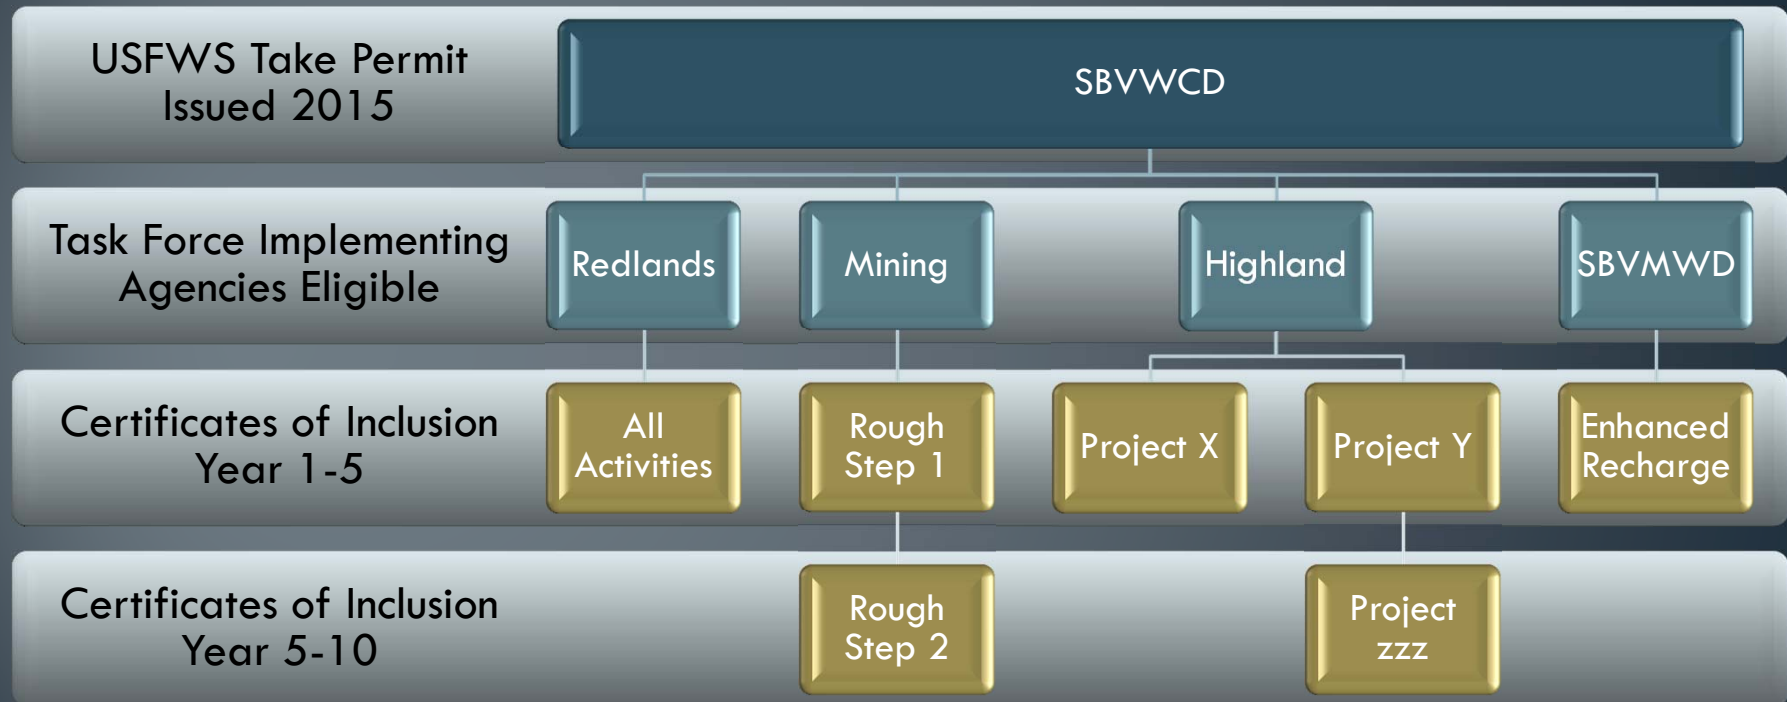 USFWS Take Permit
Issued 2015
SBVWCD
Task Force Implementing
Agencies Eligible
Redlands
Mining
Highland
SBVMWD
Certificates of Inclusion
Year 1-5
All
Activities
Rough
Step 1
Project X
Project Y
Enhanced
Recharge
Certificates of Inclusion
Year 5-10
Rough
Step 2
Project
zzz